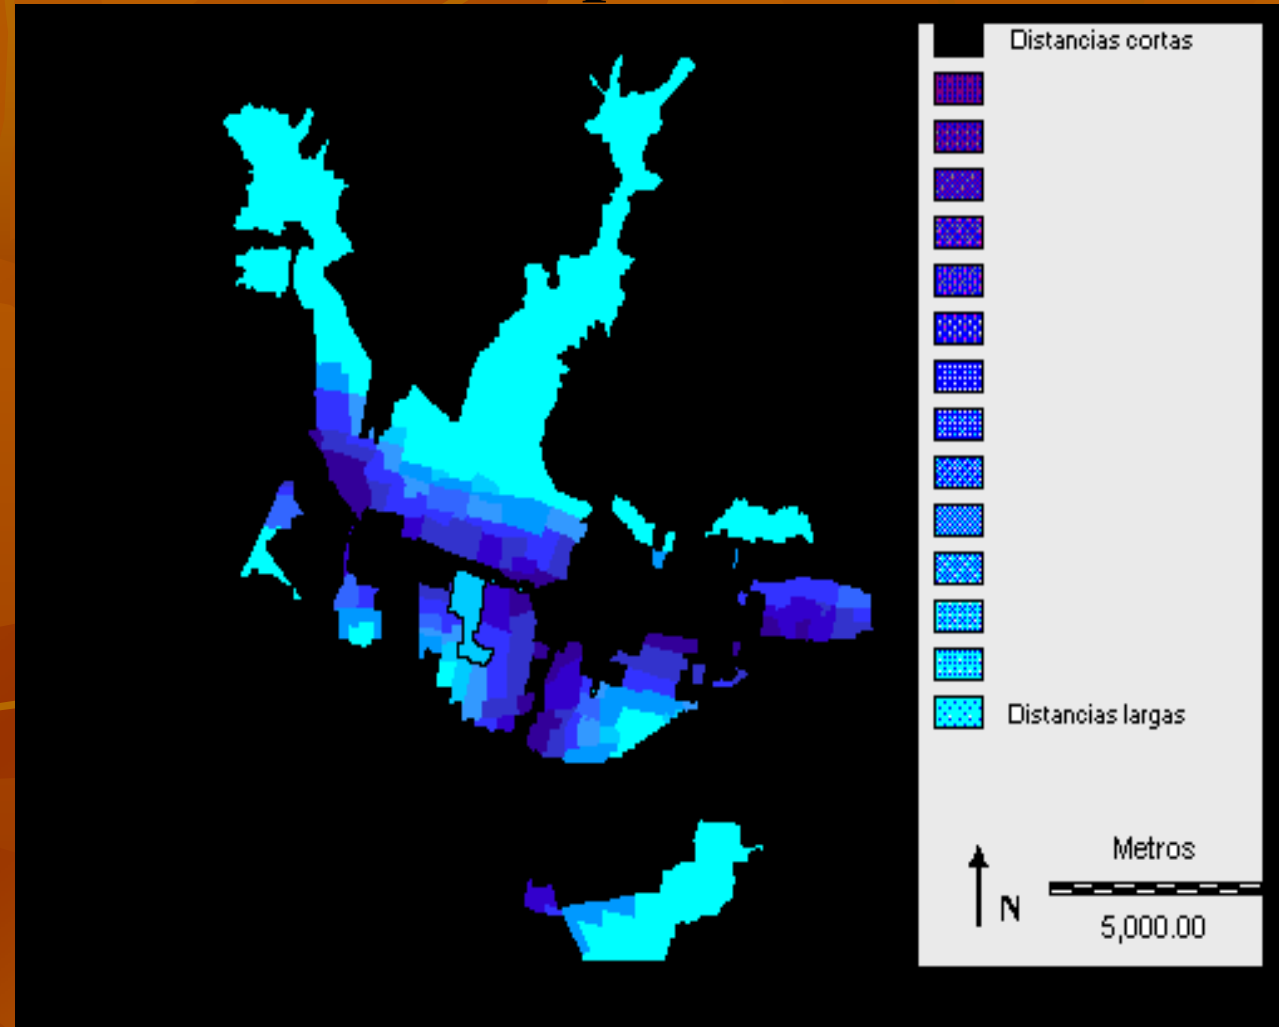 Distancias cortas
Distancias largas
Metros
N
5,000.00